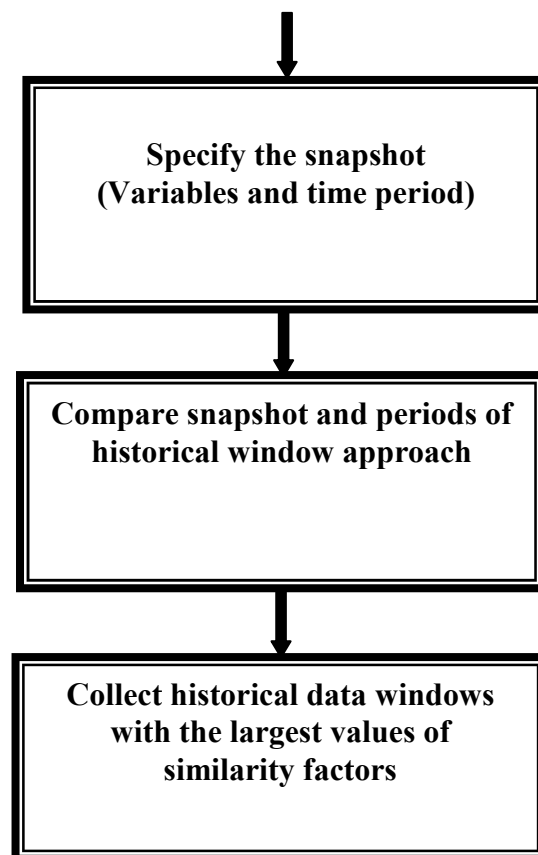 Specify the snapshot
(Variables and time period)
Compare snapshot and periods of
historical window approach
Collect historical data windows
with the largest values of
similarity factors